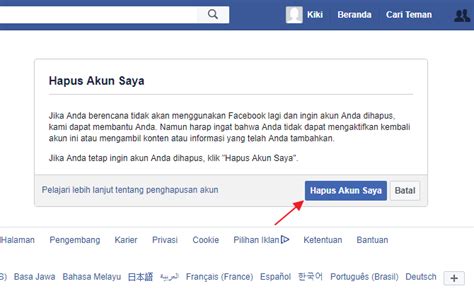 Kiki Beranda Cari Teman
Hapus Akun Saya
Jika Anda berencana tidak akan menggunakan Facebook lagi dan ingin akun Anda dihapus,
kami dapat membantu Anda. Namun harap ingat bahwa Anda tidak dapat mengaktifkan kembali
akun ini atau mengambil konten atau informasi yang telah Anda tambahkan.
Jika Anda tetap ingin akun Anda dihapus, klik "Hapus Akun Saya".
Pelajari lebih lanjut tentang penghapusan akun Hapus Akun Saya Batal
Halaman Pengembang Karier Privasi Cookie Pilihan Iklan Ketentuan Bantuan
S) Basa Jawa Bahasa Melayu 日本語 العربية Français (France) Español 한국어 Português (Brasil) Deutsch